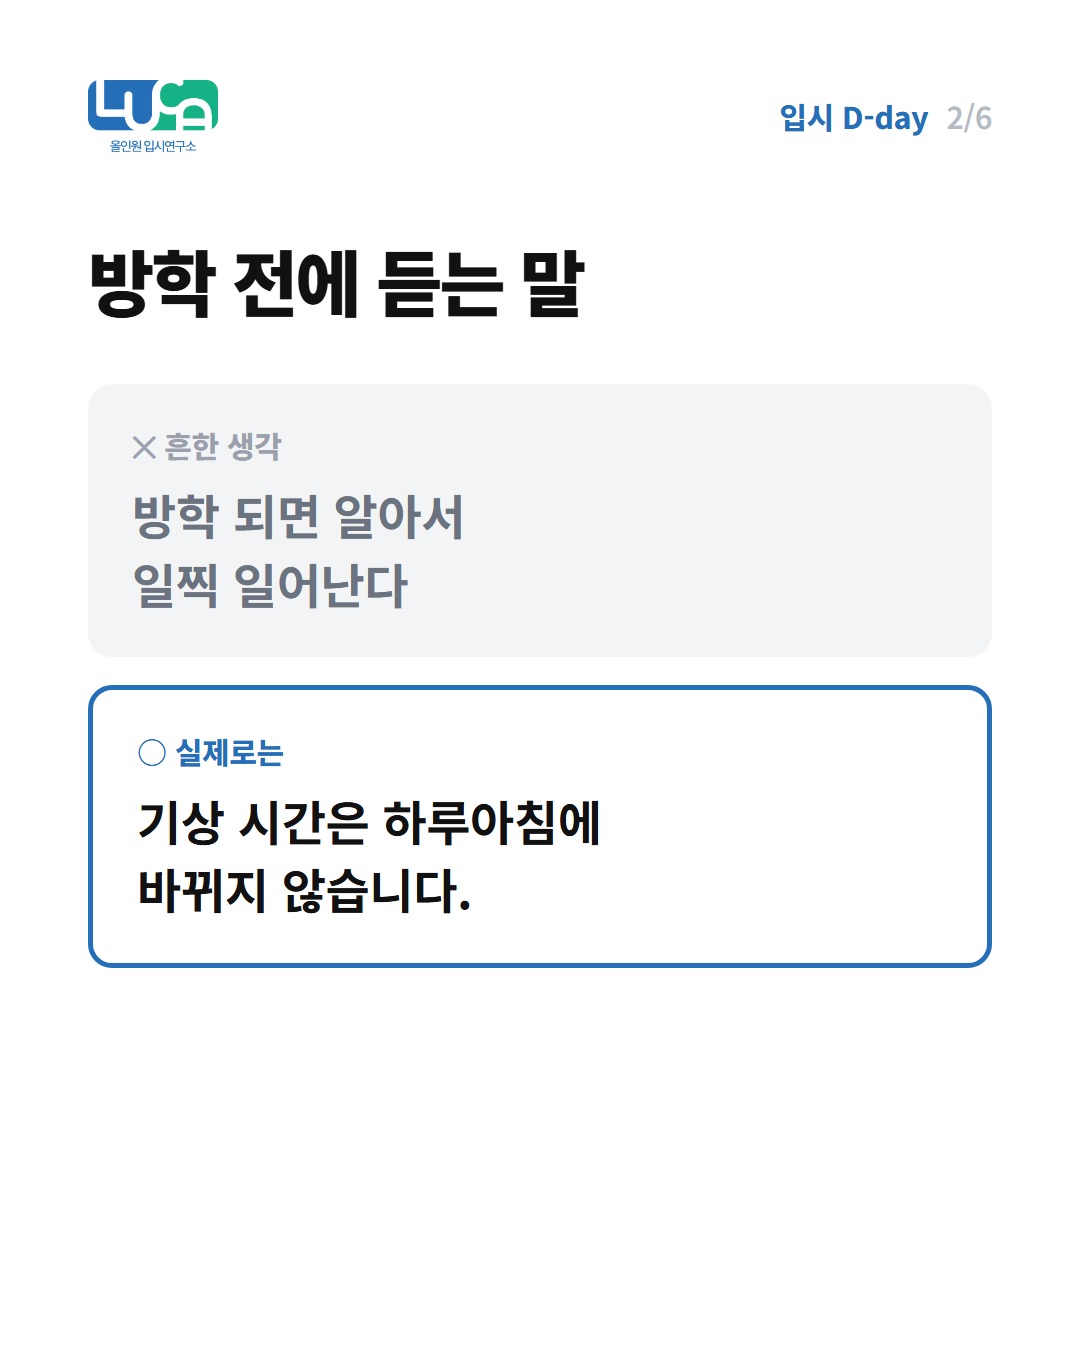 LUCA
올인원 입시연구소
입시 D-day 2/6
방학 전에 듣는 말
✕ 흔한 생각
방학 되면 알아서
일찍 일어난다
○ 실제로는
기상 시간은 하루아침에
바뀌지 않습니다.